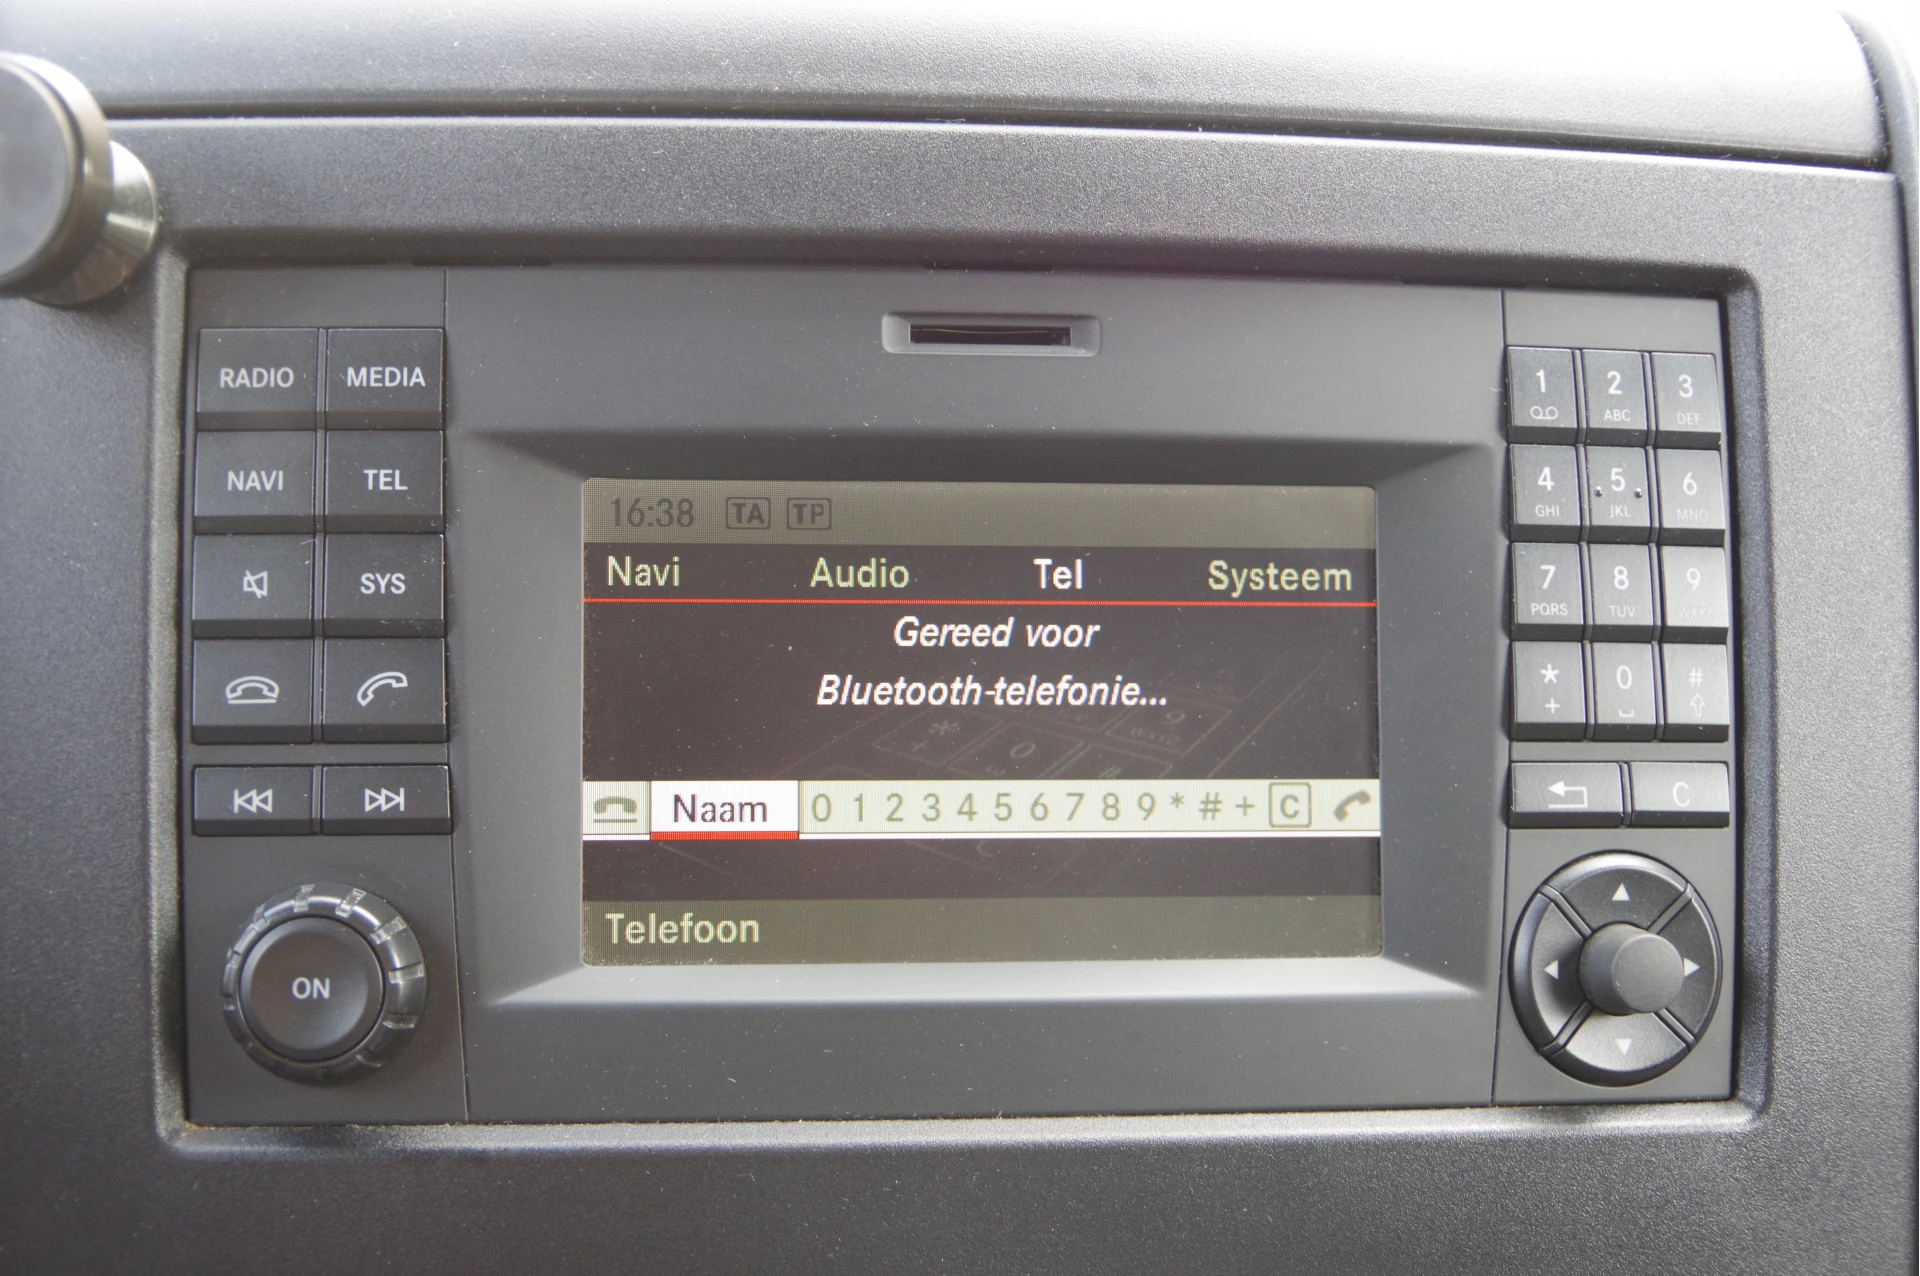 RADIO MEDIA
NAVI TEL
SYS
ON
16:38 TA TP
Navi Audio Tel Systeem
Gereed voor
Bluetooth-telefonie...
Naam 0 1 2 3 4 5 6 7 8 9 * # + C
Telefoon
1 2 3
ABC DEF
4 5 6
GHI JKL MNO
7 8 9
PQRS TUV WXYZ
* 0 #
+
C